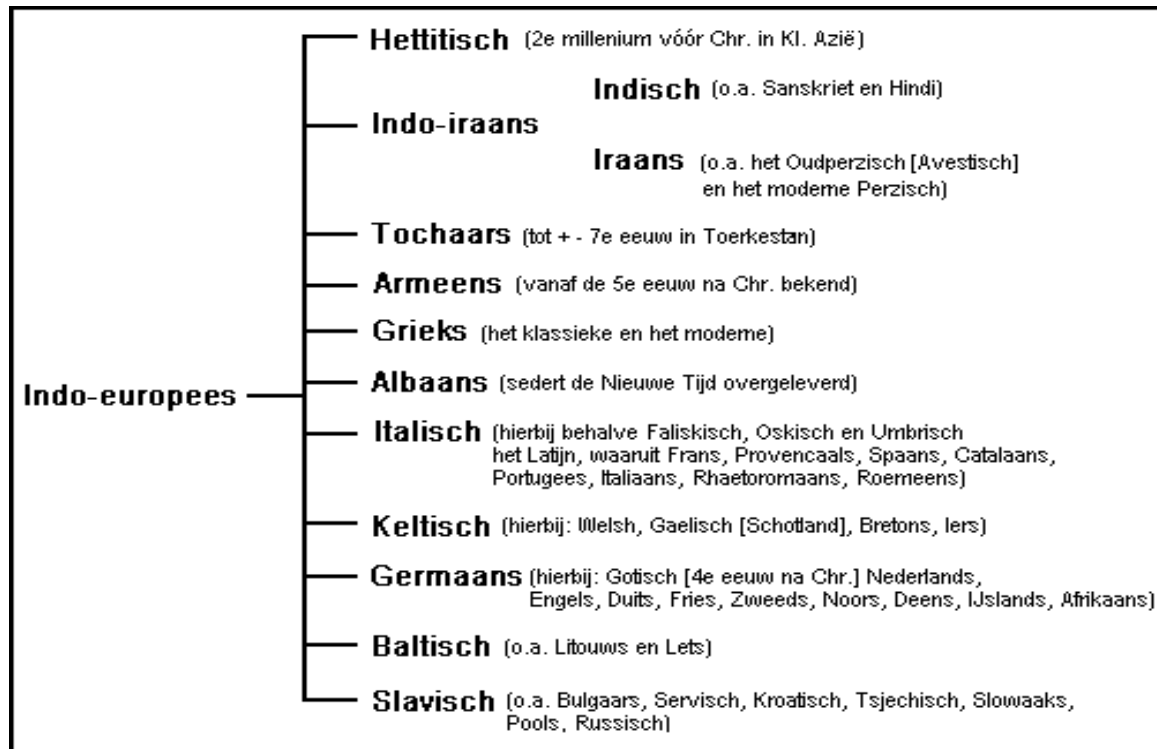 Hettitisch (2e millenium vóór Chr. in Kl. Azië)
Indisch (o.a. Sanskriet en Hindi)
Indo-iraans
Iraans (o.a. het Oudperzisch [Avestisch]
en het moderne Perzisch)
Tochaars (tot + - 7e eeuw in Toerkestan)
Armeens (vanaf de 5e eeuw na Chr. bekend)
Grieks (het klassieke en het moderne)
Albaans (sedert de Nieuwe Tijd overgeleverd)
Indo-europees
Italisch (hierbij behalve Faliskisch, Oskisch en Umbrisch
het Latijn, waaruit Frans, Provencaals, Spaans, Catalaans,
Portugees, Italiaans, Rhaetoromaans, Roemeens)
Keltisch (hierbij: Welsh, Gaelisch [Schotland], Bretons, Iers)
Germaans (hierbij: Gotisch [4e eeuw na Chr.] Nederlands,
Engels, Duits, Fries, Zweeds, Noors, Deens, IJslands, Afrikaans)
Baltisch (o.a. Litouws en Lets)
Slavisch (o.a. Bulgaars, Servisch, Kroatisch, Tsjechisch, Slowaaks,
Pools, Russisch)